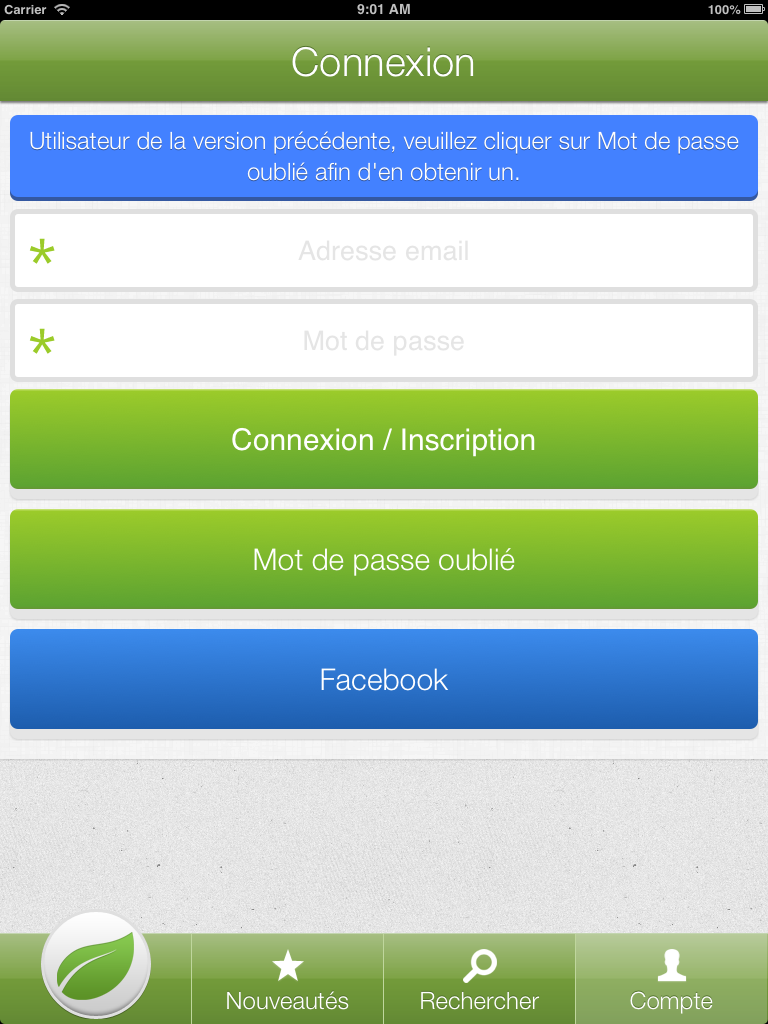 Carrier 9:01 AM 100%
Connexion
Utilisateur de la version précédente, veuillez cliquer sur Mot de passe
oublié afin d'en obtenir un.
* Adresse email
* Mot de passe
Connexion / Inscription
Mot de passe oublié
Facebook
Nouveautés Rechercher Compte